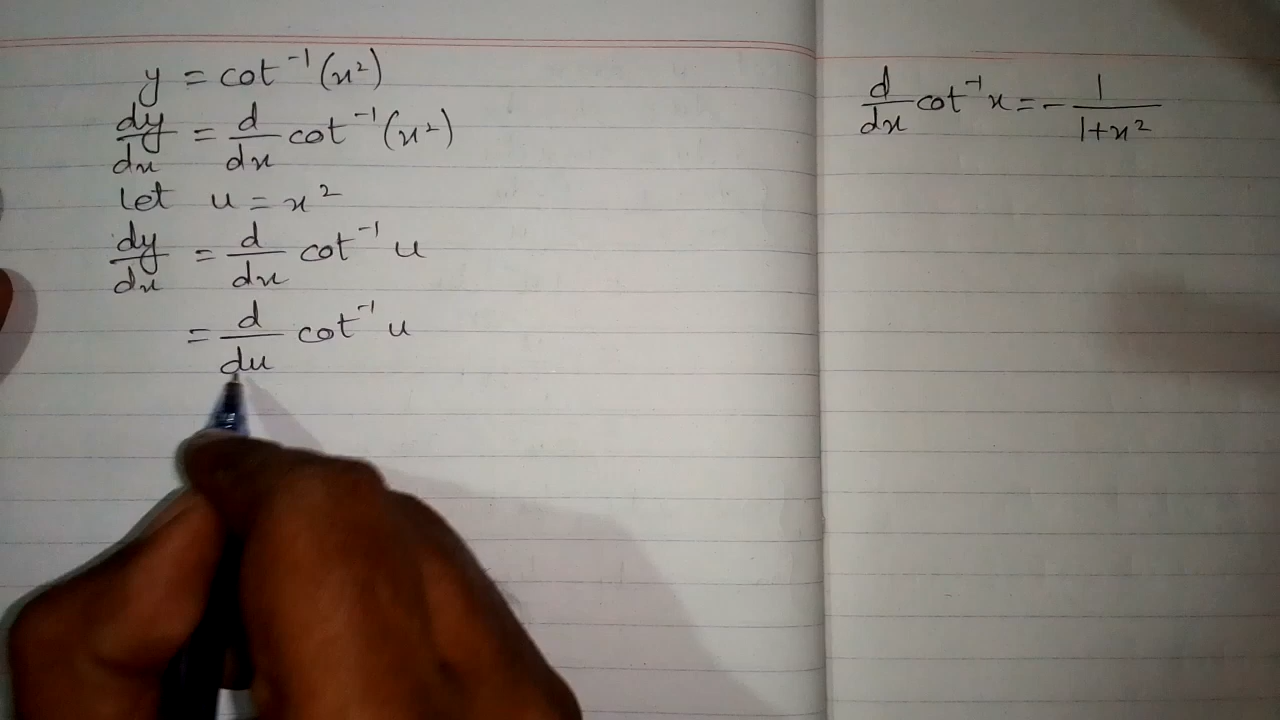 y = cot⁻¹(x²)
dy/dx = d/dx cot⁻¹(x²)
Let u = x²
dy/dx = d/dx cot⁻¹ u
= d/du cot⁻¹ u
d/dx cot⁻¹ x = - 1/1+x²